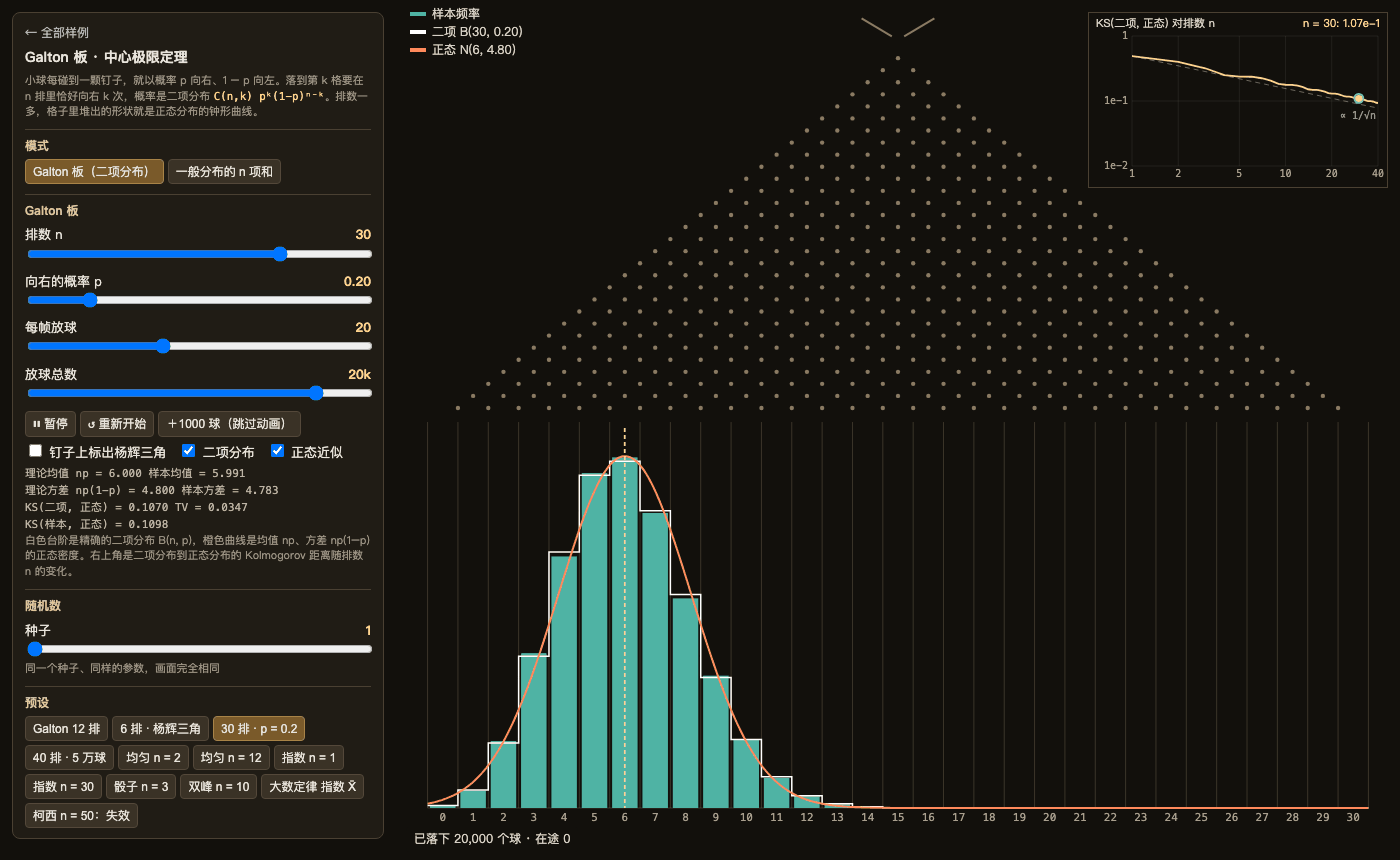 ← 全部样例
Galton 板 · 中心极限定理
小球每碰到一颗钉子，就以概率 p 向右、1 − p 向左。落到第 k 格要在
n 排里恰好向右 k 次，概率是二项分布 C(n,k) pᵏ(1−p)ⁿ⁻ᵏ。排数一
多，格子里堆出的形状就是正态分布的钟形曲线。
模式
Galton 板（二项分布）
一般分布的 n 项和
Galton 板
排数 n 30
向右的概率 p 0.20
每帧放球 20
放球总数 20k
⏸ 暂停
↺ 重新开始
＋1000 球（跳过动画）
钉子上标出杨辉三角
二项分布
正态近似
理论均值 np = 6.000 样本均值 = 5.991
理论方差 np(1−p) = 4.800 样本方差 = 4.783
KS(二项, 正态) = 0.1070 TV = 0.0347
KS(样本, 正态) = 0.1098
白色台阶是精确的二项分布 B(n, p)，橙色曲线是均值 np、方差 np(1−p)
的正态密度。右上角是二项分布到正态分布的 Kolmogorov 距离随排数
n 的变化。
随机数
种子 1
同一个种子、同样的参数，画面完全相同
预设
Galton 12 排
6 排 · 杨辉三角
30 排 · p = 0.2
40 排 · 5 万球
均匀 n = 2
均匀 n = 12
指数 n = 1
指数 n = 30
骰子 n = 3
双峰 n = 10
大数定律 指数 X̄
柯西 n = 50：失效
样本频率
二项 B(30, 0.20)
正态 N(6, 4.80)
KS(二项, 正态) 对排数 n
n = 30: 1.07e−1
1
1e−1
∝ 1/√n
1e−2
1 2 5 10 20 40
0 1 2 3 4 5 6 7 8 9 10 11 12 13 14 15 16 17 18 19 20 21 22 23 24 25 26 27 28 29 30
已落下 20,000 个球 · 在途 0